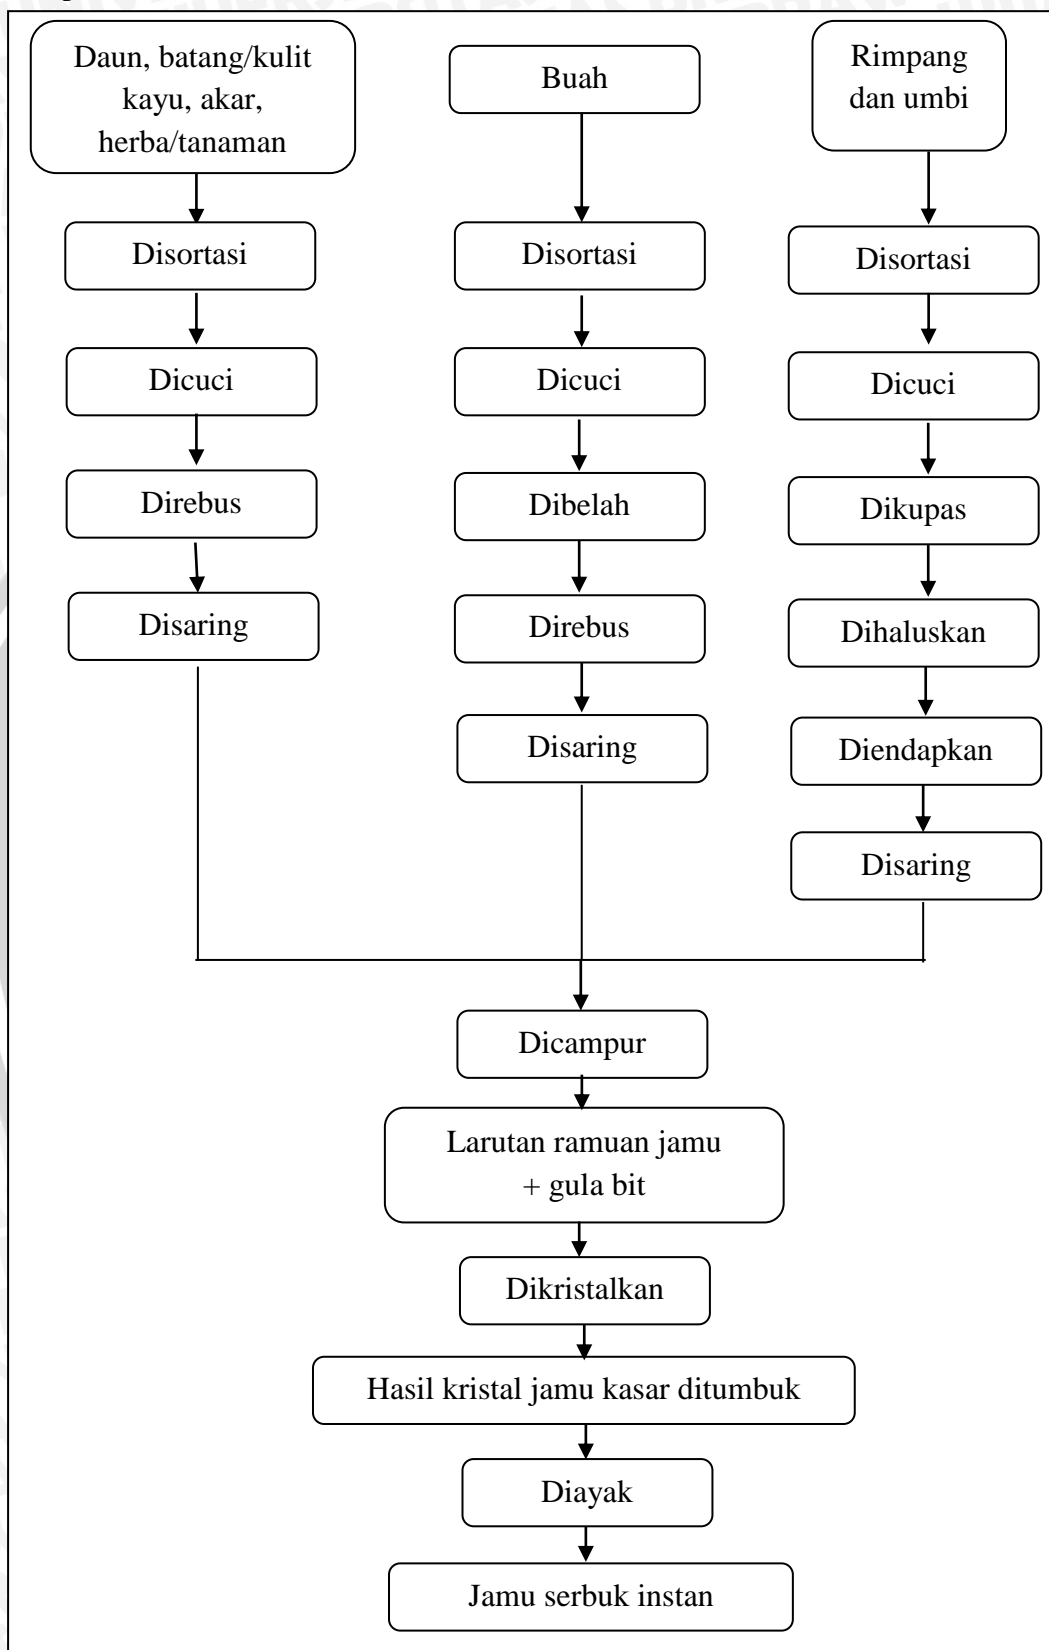 Daun, batang/kulit
kayu, akar,
herba/tanaman
Disortasi
Dicuci
Direbus
Disaring
Buah
Disortasi
Dicuci
Dibelah
Direbus
Disaring
Rimpang
dan umbi
Disortasi
Dicuci
Dikupas
Dihaluskan
Diendapkan
Disaring
Dicampur
Larutan ramuan jamu
+ gula bit
Dikristalkan
Hasil kristal jamu kasar ditumbuk
Diayak
Jamu serbuk instan